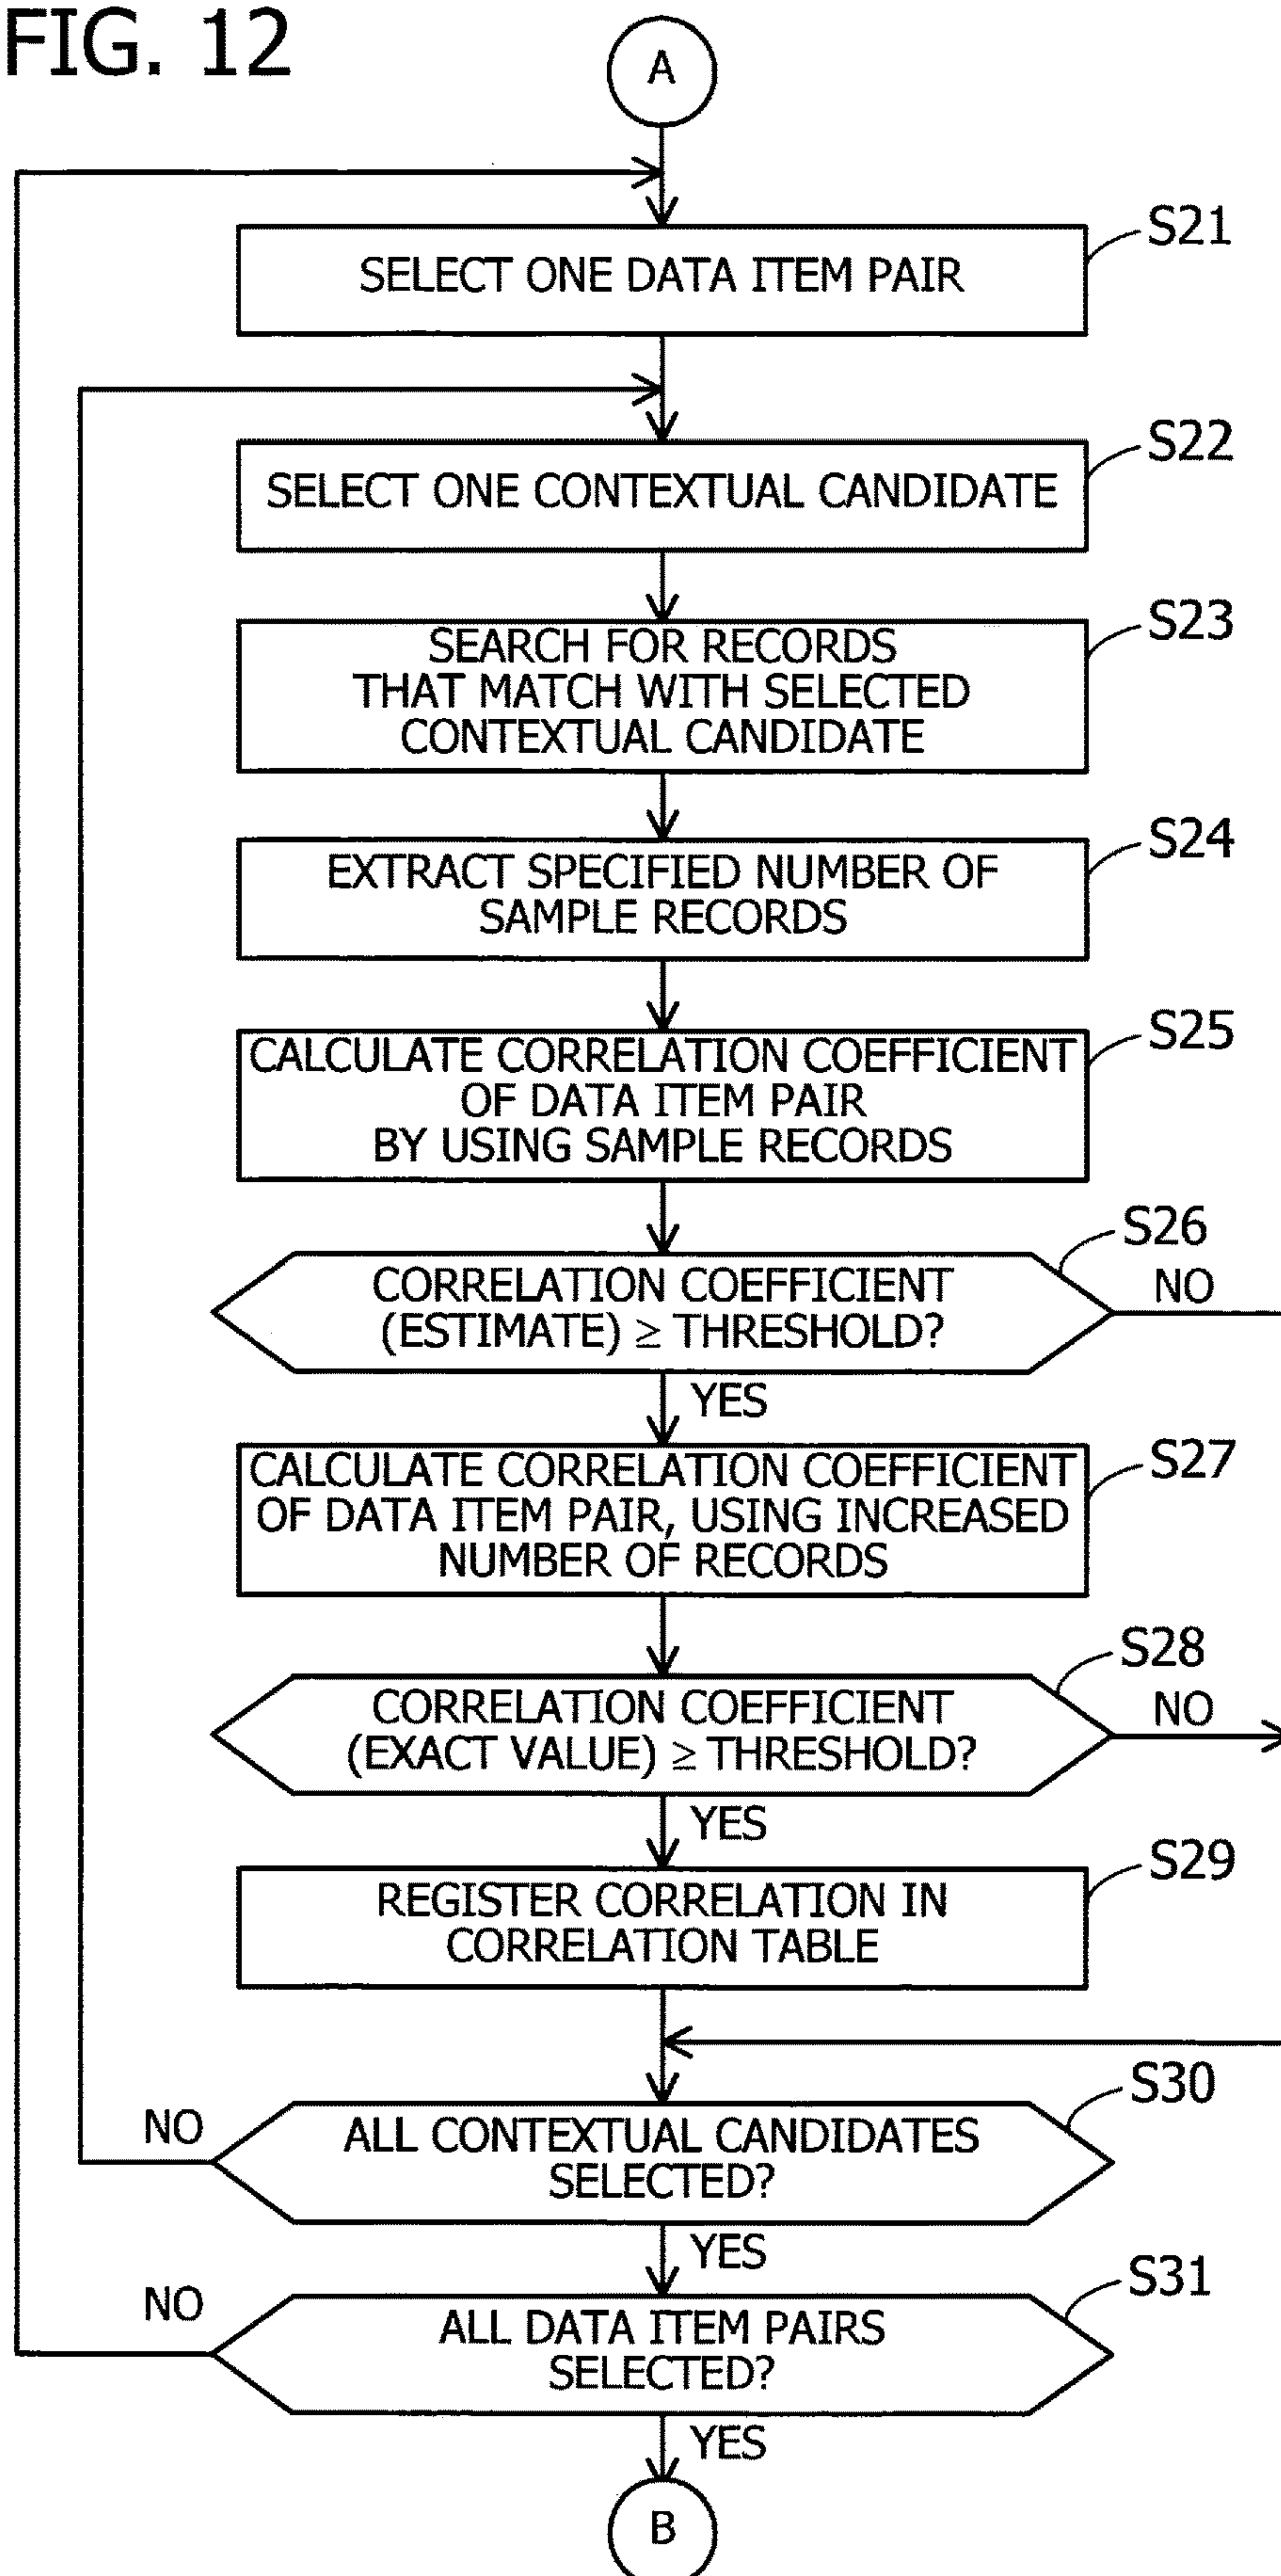 FIG. 12
A
S21
SELECT ONE DATA ITEM PAIR
S22
SELECT ONE CONTEXTUAL CANDIDATE
S23
SEARCH FOR RECORDS
THAT MATCH WITH SELECTED
CONTEXTUAL CANDIDATE
S24
EXTRACT SPECIFIED NUMBER OF
SAMPLE RECORDS
S25
CALCULATE CORRELATION COEFFICIENT
OF DATA ITEM PAIR
BY USING SAMPLE RECORDS
S26
CORRELATION COEFFICIENT
(ESTIMATE) ≥ THRESHOLD?
NO
YES
S27
CALCULATE CORRELATION COEFFICIENT
OF DATA ITEM PAIR, USING INCREASED
NUMBER OF RECORDS
S28
CORRELATION COEFFICIENT
(EXACT VALUE) ≥ THRESHOLD?
NO
YES
S29
REGISTER CORRELATION IN
CORRELATION TABLE
S30
NO
ALL CONTEXTUAL CANDIDATES
SELECTED?
YES
S31
NO
ALL DATA ITEM PAIRS
SELECTED?
YES
B